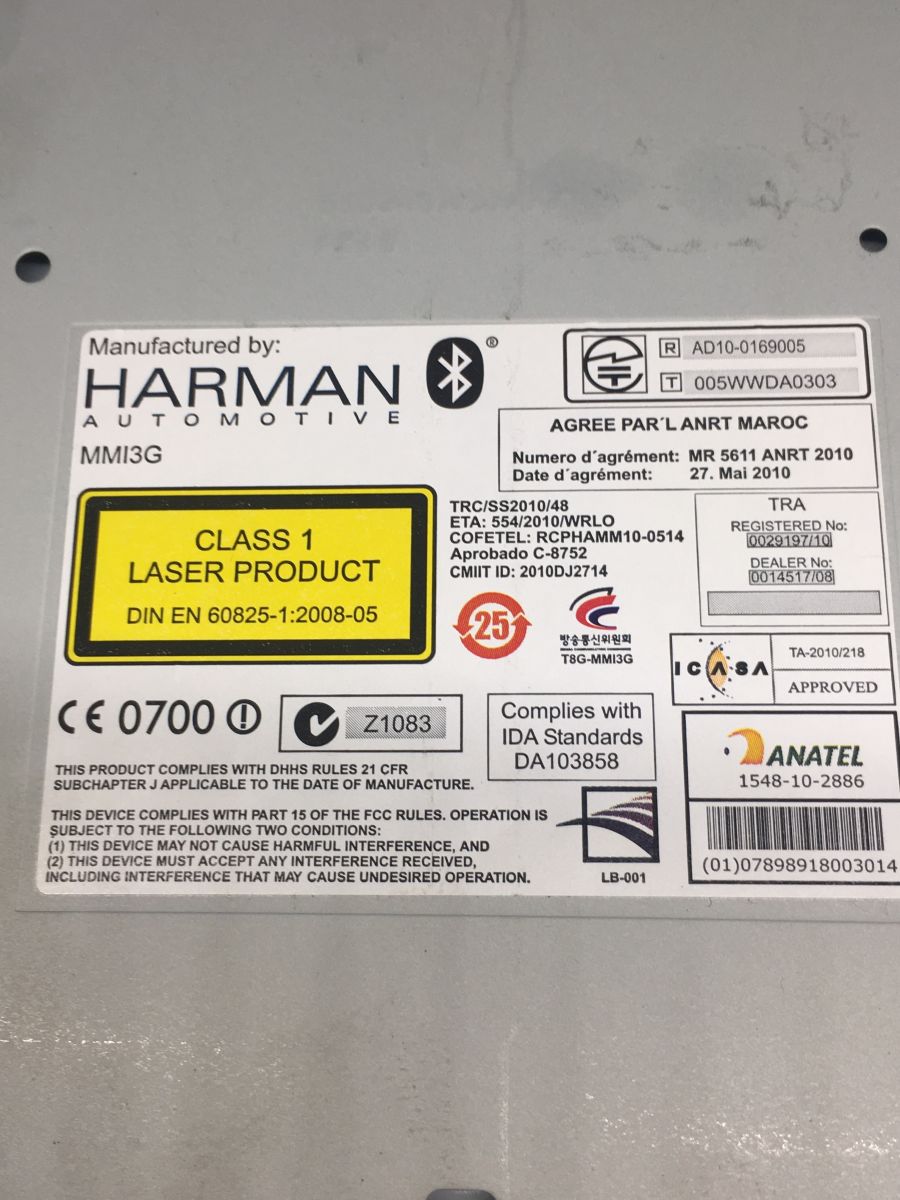 Manufactured by:
HARMAN
AUTOMOTIVE
MMI3G
®
R AD10-0169005
T 005WWDA0303
AGREE PAR´L ANRT MAROC
Numero d´agrément: MR 5611 ANRT 2010
Date d´agrément: 27. Mai 2010
CLASS 1
LASER PRODUCT
DIN EN 60825-1:2008-05
TRC/SS2010/48
ETA: 554/2010/WRLO
COFETEL: RCPHAMM10-0514
Aprobado C-8752
CMIIT ID: 2010DJ2714
TRA
REGISTERED No:
0029197/10
DEALER No:
0014517/08
25
방송통신위원회
T8G-MMI3G
ICASA
TA-2010/218
APPROVED
CE 0700
Z1083
Complies with
IDA Standards
DA103858
ANATEL
1548-10-2886
(01)07898918003014
THIS PRODUCT COMPLIES WITH DHHS RULES 21 CFR
SUBCHAPTER J APPLICABLE TO THE DATE OF MANUFACTURE.
THIS DEVICE COMPLIES WITH PART 15 OF THE FCC RULES. OPERATION IS
SUBJECT TO THE FOLLOWING TWO CONDITIONS:
(1) THIS DEVICE MAY NOT CAUSE HARMFUL INTERFERENCE, AND
(2) THIS DEVICE MUST ACCEPT ANY INTERFERENCE RECEIVED,
INCLUDING INTERFERENCE THAT MAY CAUSE UNDESIRED OPERATION.
LB-001